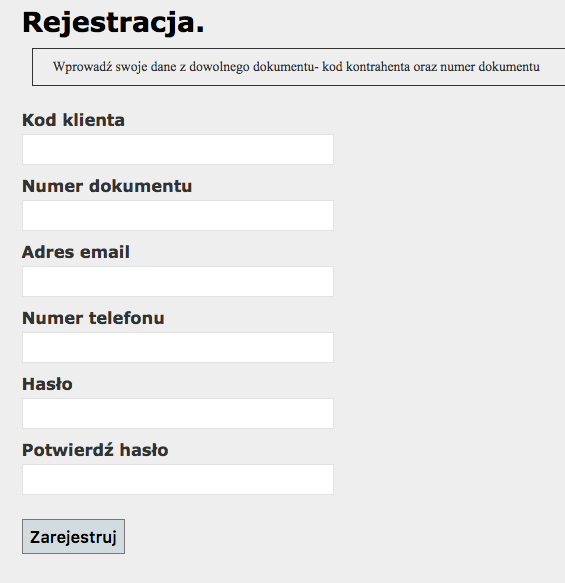 Rejestracja.
Wprowadź swoje dane z dowolnego dokumentu- kod kontrahenta oraz numer dokumentu
Kod klienta
Numer dokumentu
Adres email
Numer telefonu
Hasło
Potwierdź hasło
Zarejestruj